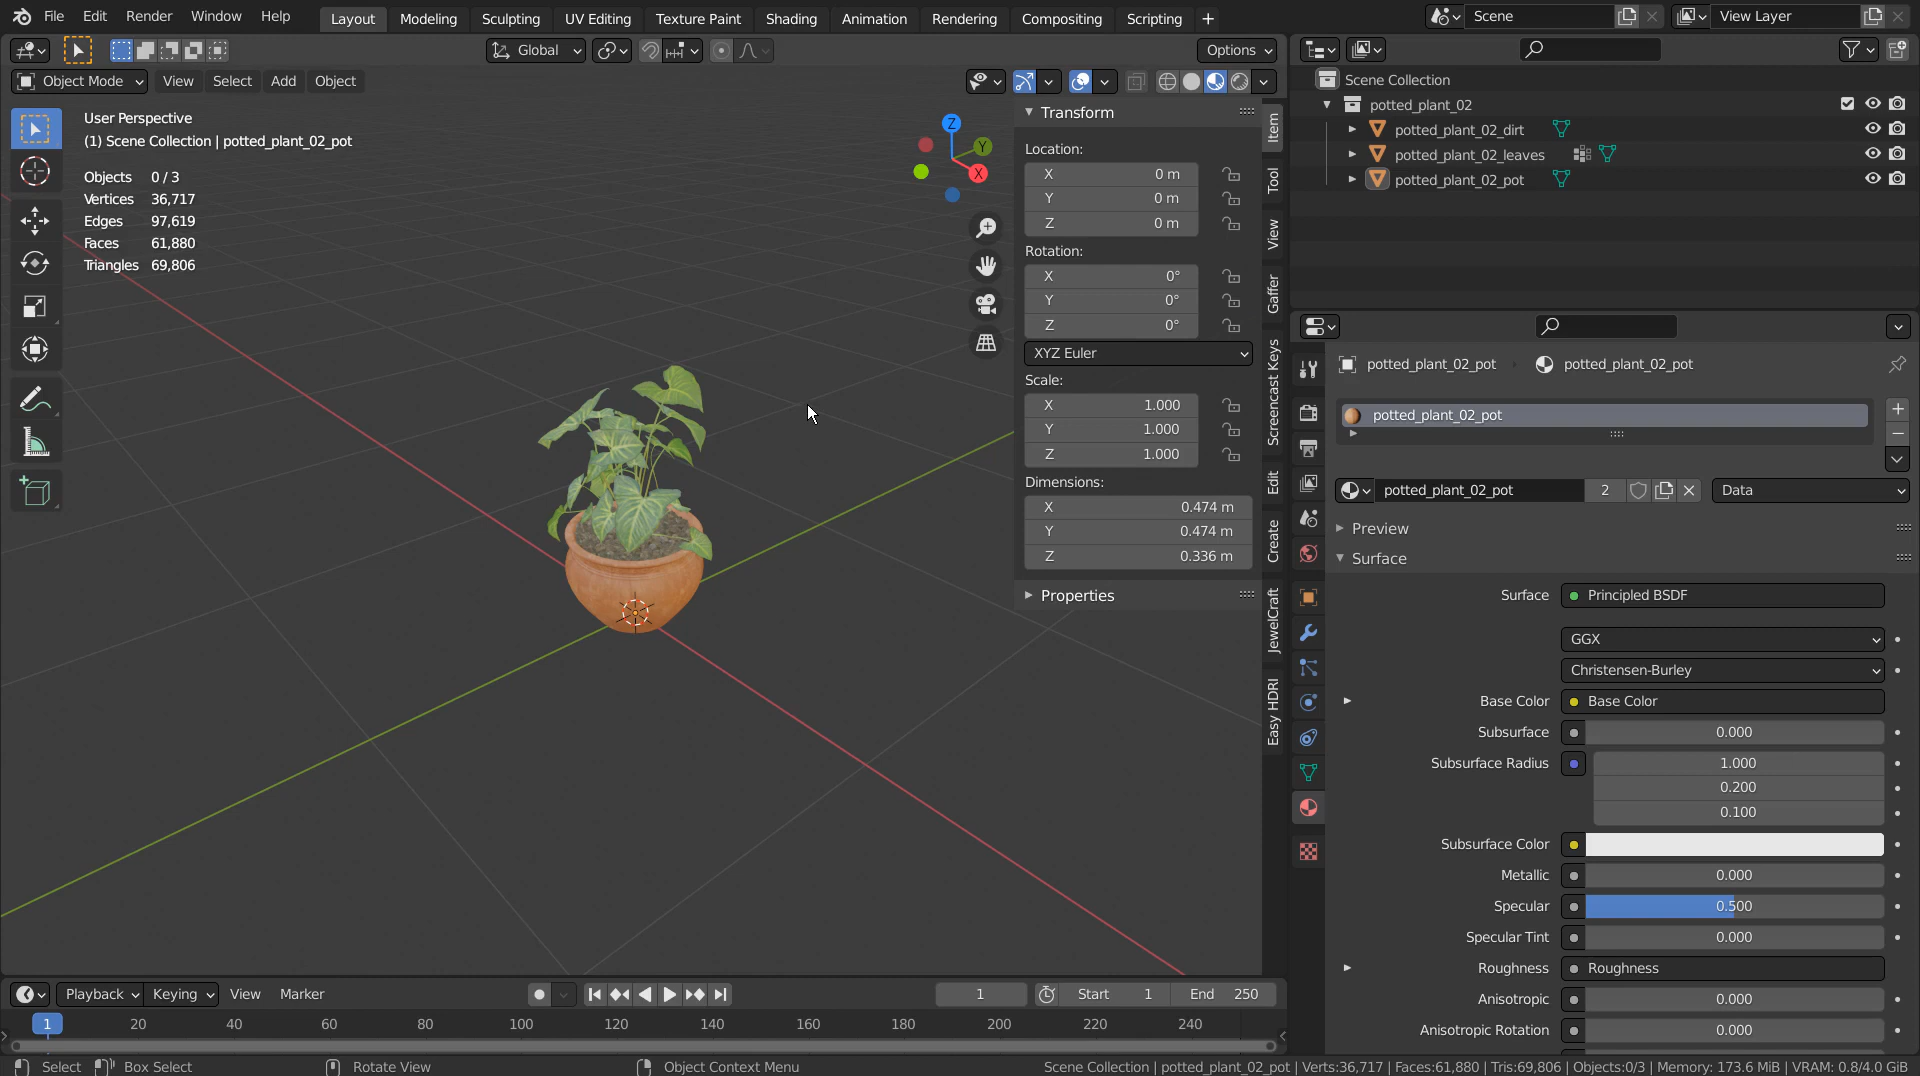 File Edit Render Window Help Layout Modeling Sculpting UV Editing Texture Paint Shading Animation Rendering Compositing Scripting + Scene View Layer
Global Options
Object Mode View Select Add Object
User Perspective
(1) Scene Collection | potted_plant_02_pot
Objects 0 / 3
Vertices 36,717
Edges 97,619
Faces 61,880
Triangles 69,806
Z
Y
X
Transform
Location:
X 0 m
Y 0 m
Z 0 m
Rotation:
X 0°
Y 0°
Z 0°
XYZ Euler
Scale:
X 1.000
Y 1.000
Z 1.000
Dimensions:
X 0.474 m
Y 0.474 m
Z 0.336 m
Properties
Item
Tool
View
Gaffer
Screencast Keys
Edit
Create
JewelCraft
Easy HDRI
Scene Collection
potted_plant_02
potted_plant_02_dirt
potted_plant_02_leaves
potted_plant_02_pot
potted_plant_02_pot potted_plant_02_pot
potted_plant_02_pot
potted_plant_02_pot 2 Data
Preview
Surface
Surface Principled BSDF
GGX
Christensen-Burley
Base Color Base Color
Subsurface 0.000
Subsurface Radius 1.000
0.200
0.100
Subsurface Color
Metallic 0.000
Specular 0.500
Specular Tint 0.000
Roughness Roughness
Anisotropic 0.000
Anisotropic Rotation 0.000
Playback Keying View Marker 1 Start 1 End 250
1 20 40 60 80 100 120 140 160 180 200 220 240
Select Box Select Rotate View Object Context Menu Scene Collection | potted_plant_02_pot | Verts:36,717 | Faces:61,880 | Tris:69,806 | Objects:0/3 | Memory: 173.6 MiB | VRAM: 0.8/4.0 GiB